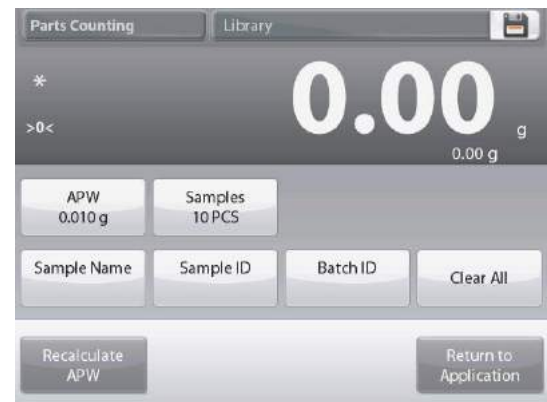 Parts Counting
Library
*
0.00 g
>0<
0.00 g
APW
0.010 g
Samples
10 PCS
Sample Name
Sample ID
Batch ID
Clear All
Recalculate
APW
Return to
Application